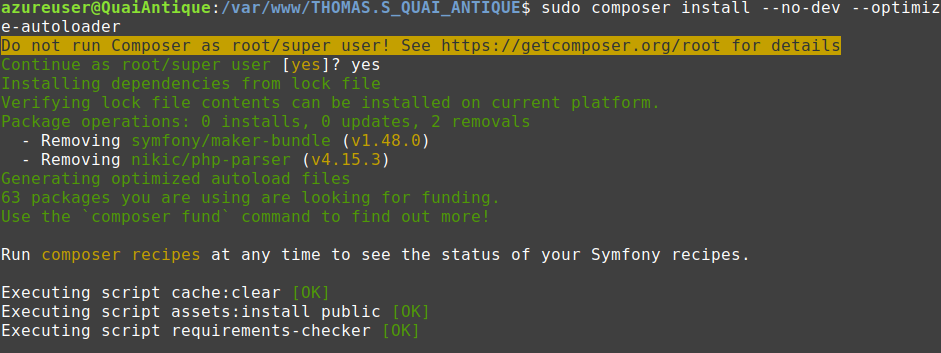 azureuser@QuaiAntique:/var/www/THOMAS.S_QUAI_ANTIQUE$ sudo composer install --no-dev --optimiz
e-autoloader
Do not run Composer as root/super user! See https://getcomposer.org/root for details
Continue as root/super user [yes]? yes
Installing dependencies from lock file
Verifying lock file contents can be installed on current platform.
Package operations: 0 installs, 0 updates, 2 removals
  - Removing symfony/maker-bundle (v1.48.0)
  - Removing nikic/php-parser (v4.15.3)
Generating optimized autoload files
63 packages you are using are looking for funding.
Use the `composer fund` command to find out more!
Run composer recipes at any time to see the status of your Symfony recipes.
Executing script cache:clear [OK]
Executing script assets:install public [OK]
Executing script requirements-checker [OK]